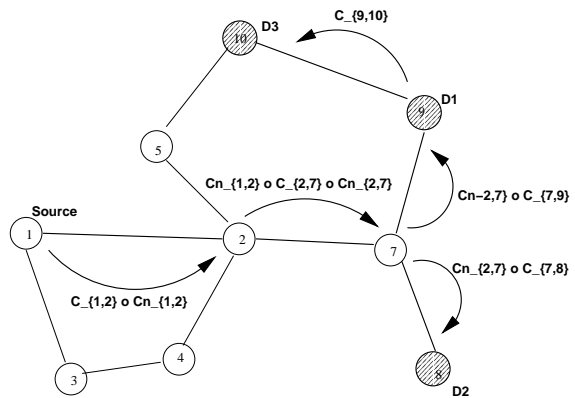 D3
10
C_{9,10}
D1
9
5
Cn_{1,2} o C_{2,7} o Cn_{2,7}
Cn−2,7} o C_{7,9}
Source
1
2
7
Cn_{2,7} o C_{7,8}
C_{1,2} o Cn_{1,2}
4
3
8
D2